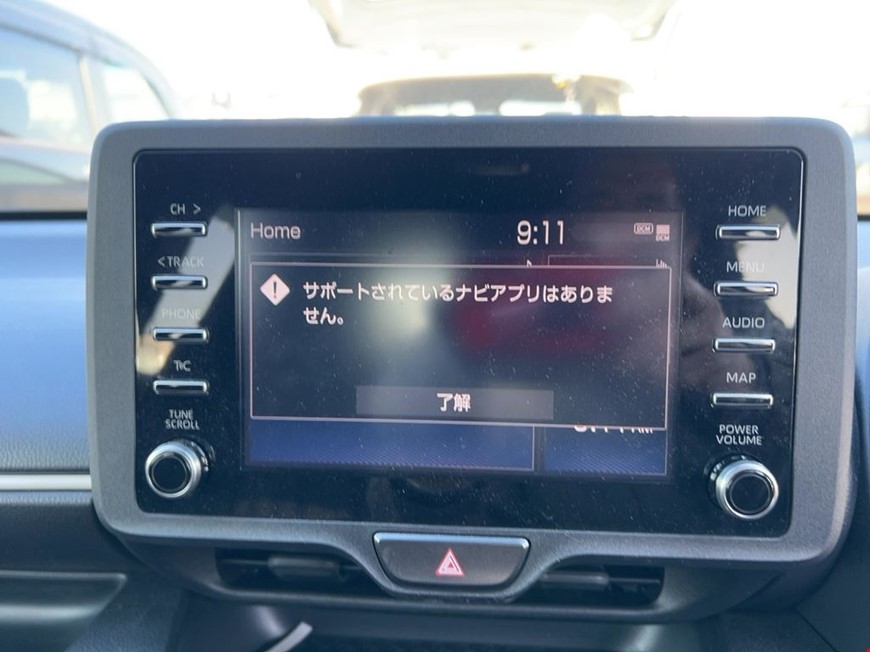 CH >
< TRACK
PHONE
T/C
TUNE
SCROLL
Home
9:11
DCM
DCM
サポートされているナビアプリはありま
せん。
了解
HOME
MENU
AUDIO
MAP
POWER
VOLUME